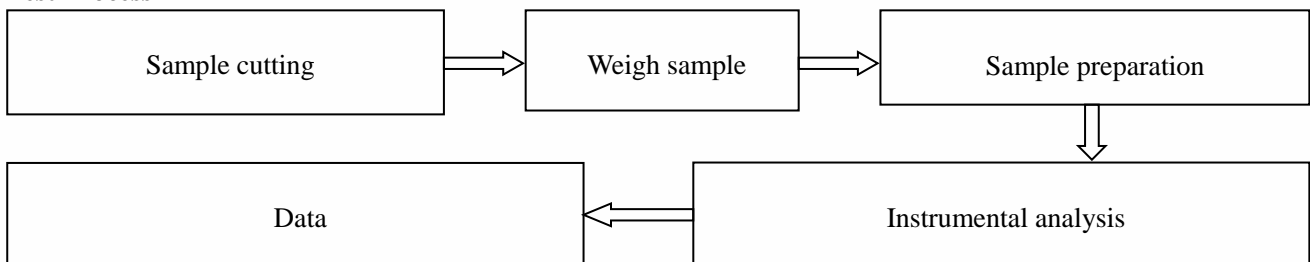 Sample cutting
Weigh sample
Sample preparation
Instrumental analysis
Data